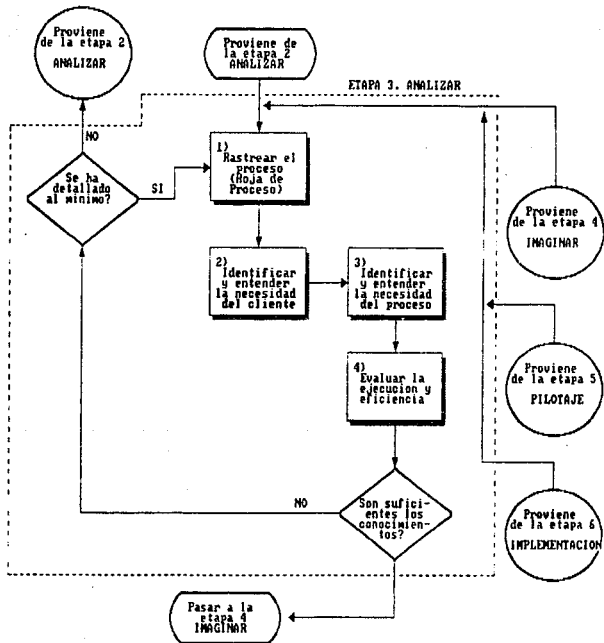 Proviene
de la etapa 2
ANALIZAR
Proviene de
la etapa 2
ANALIZAR
ETAPA 3. ANALIZAR
NO
Se ha
detallado
al minimo?
SI
1)
Rastrear el
proceso
(Hoja de
Proceso)
Proviene
de la etapa 4
IMAGINAR
2)
Identificar
y entender
la necesidad
del cliente
3)
Identificar
y entender
la necesidad
del proceso
4)
Evaluar la
ejecucion y
eficiencia
Proviene
de la etapa 5
PILOTAJE
NO
Son sufici-
entes los
conocimien-
tos?
Proviene
de la etapa 6
IMPLEMENTACION
Pasar a la
etapa 4
IMAGINAR